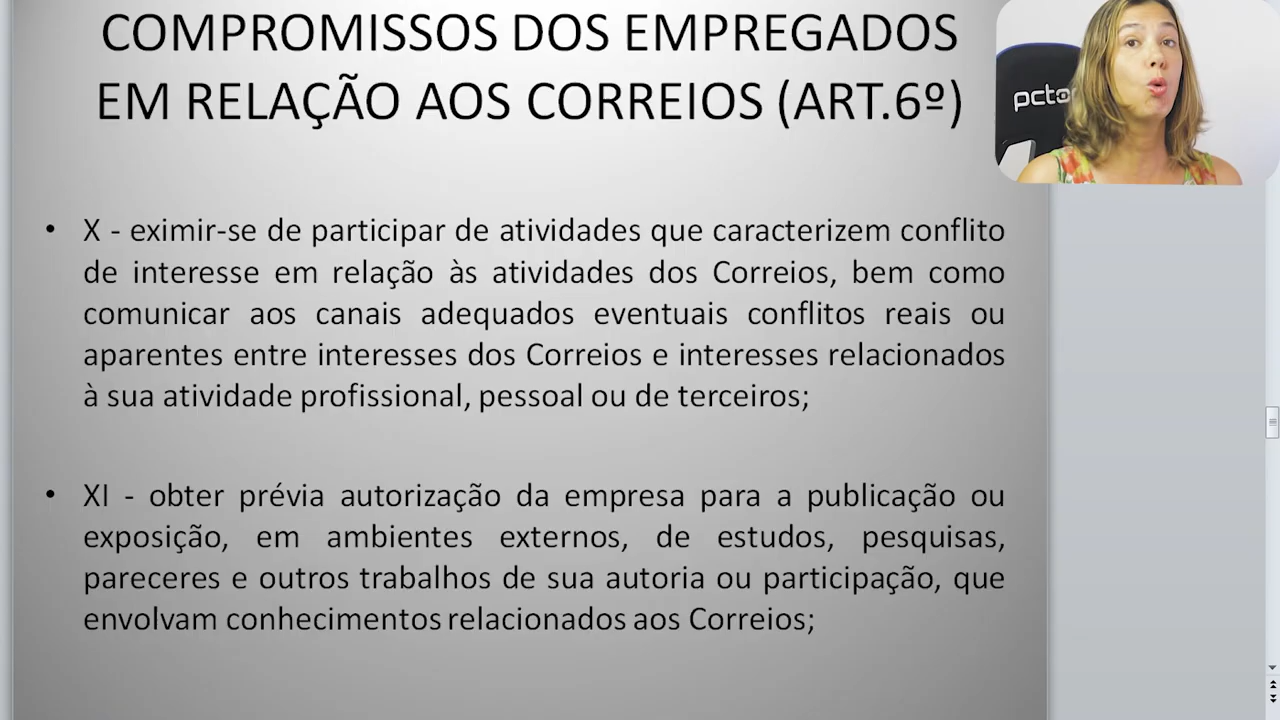 COMPROMISSOS DOS EMPREGADOS
EM RELAÇÃO AOS CORREIOS (ART.6º)
• X - eximir-se de participar de atividades que caracterizem conflito
de interesse em relação às atividades dos Correios, bem como
comunicar aos canais adequados eventuais conflitos reais ou
aparentes entre interesses dos Correios e interesses relacionados
à sua atividade profissional, pessoal ou de terceiros;
• XI - obter prévia autorização da empresa para a publicação ou
exposição, em ambientes externos, de estudos, pesquisas,
pareceres e outros trabalhos de sua autoria ou participação, que
envolvam conhecimentos relacionados aos Correios;